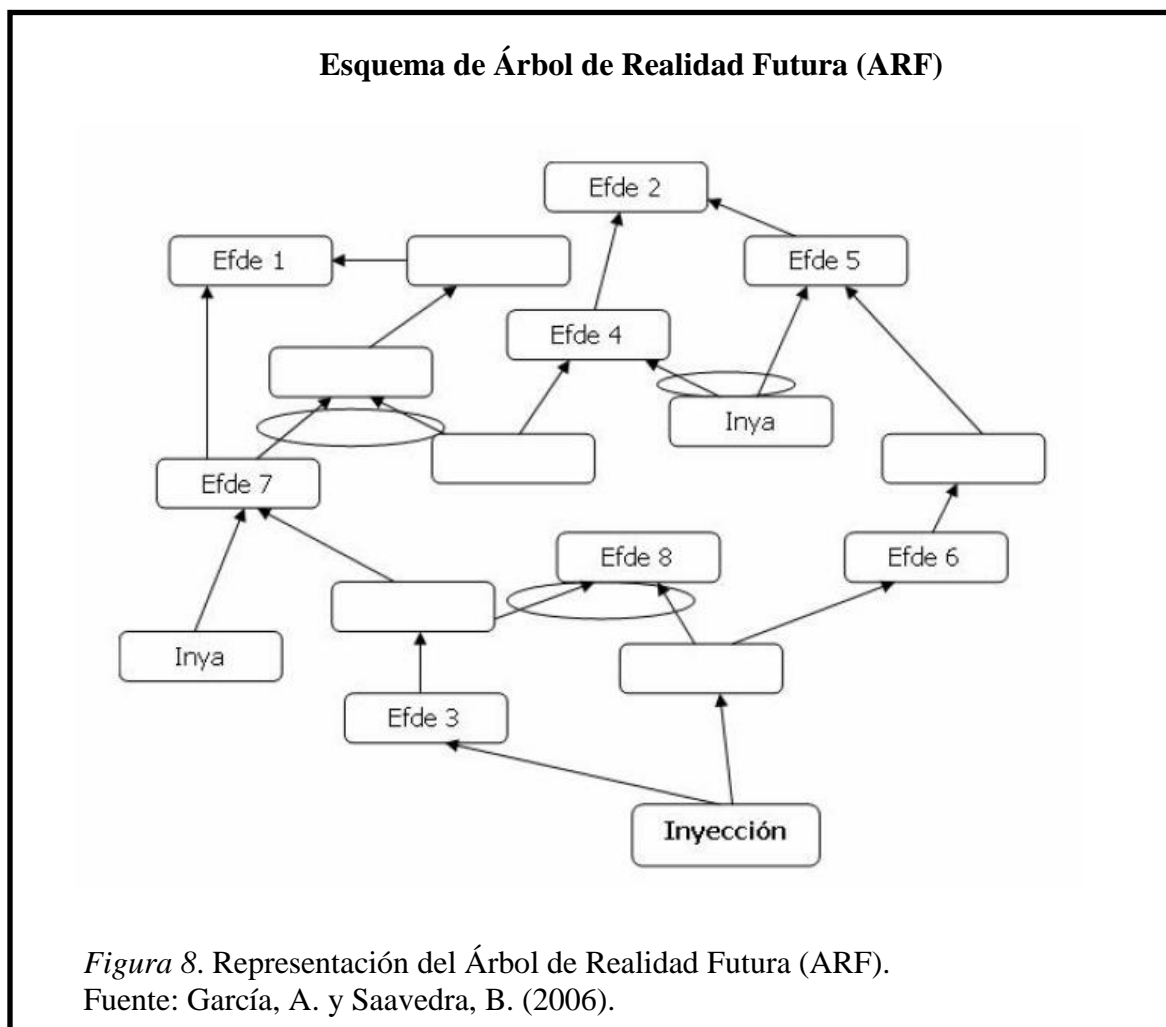 Esquema de Árbol de Realidad Futura (ARF)
Efde 2
Efde 1
Efde 5
Efde 4
Inya
Efde 7
Efde 8
Efde 6
Inya
Efde 3
Inyección
Figura 8. Representación del Árbol de Realidad Futura (ARF).
Fuente: García, A. y Saavedra, B. (2006).